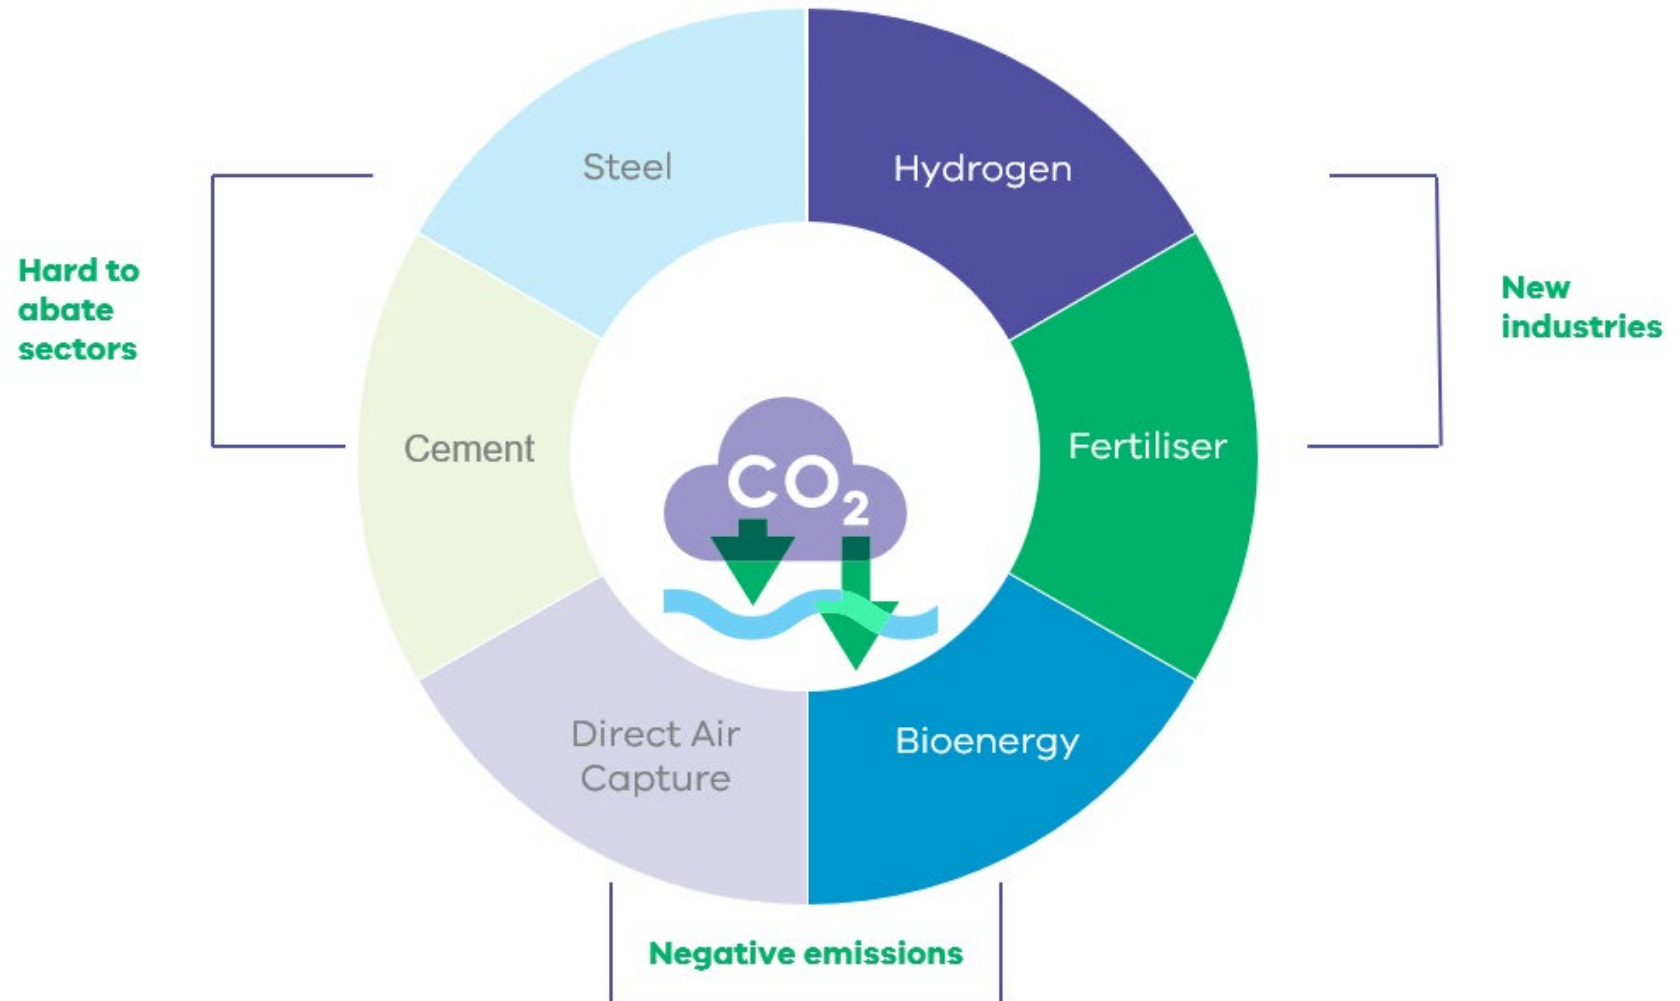 Steel
Hydrogen
Hard to
abate
sectors
New
industries
Cement
Fertiliser
CO₂
Direct Air
Capture
Bioenergy
Negative emissions